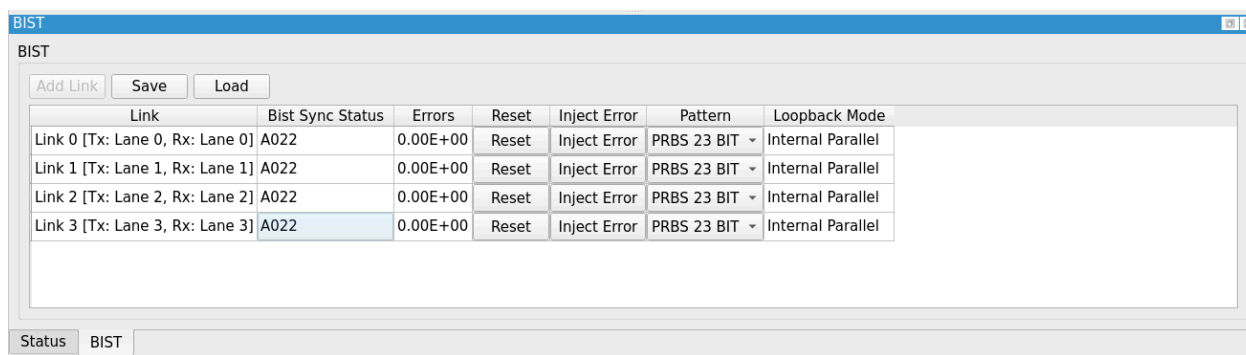 BIST
BIST
Add Link Save Load
Link Bist Sync Status Errors Reset Inject Error Pattern Loopback Mode
Link 0 [Tx: Lane 0, Rx: Lane 0] A022 0.00E+00 Reset Inject Error PRBS 23 BIT Internal Parallel
Link 1 [Tx: Lane 1, Rx: Lane 1] A022 0.00E+00 Reset Inject Error PRBS 23 BIT Internal Parallel
Link 2 [Tx: Lane 2, Rx: Lane 2] A022 0.00E+00 Reset Inject Error PRBS 23 BIT Internal Parallel
Link 3 [Tx: Lane 3, Rx: Lane 3] A022 0.00E+00 Reset Inject Error PRBS 23 BIT Internal Parallel
Status BIST